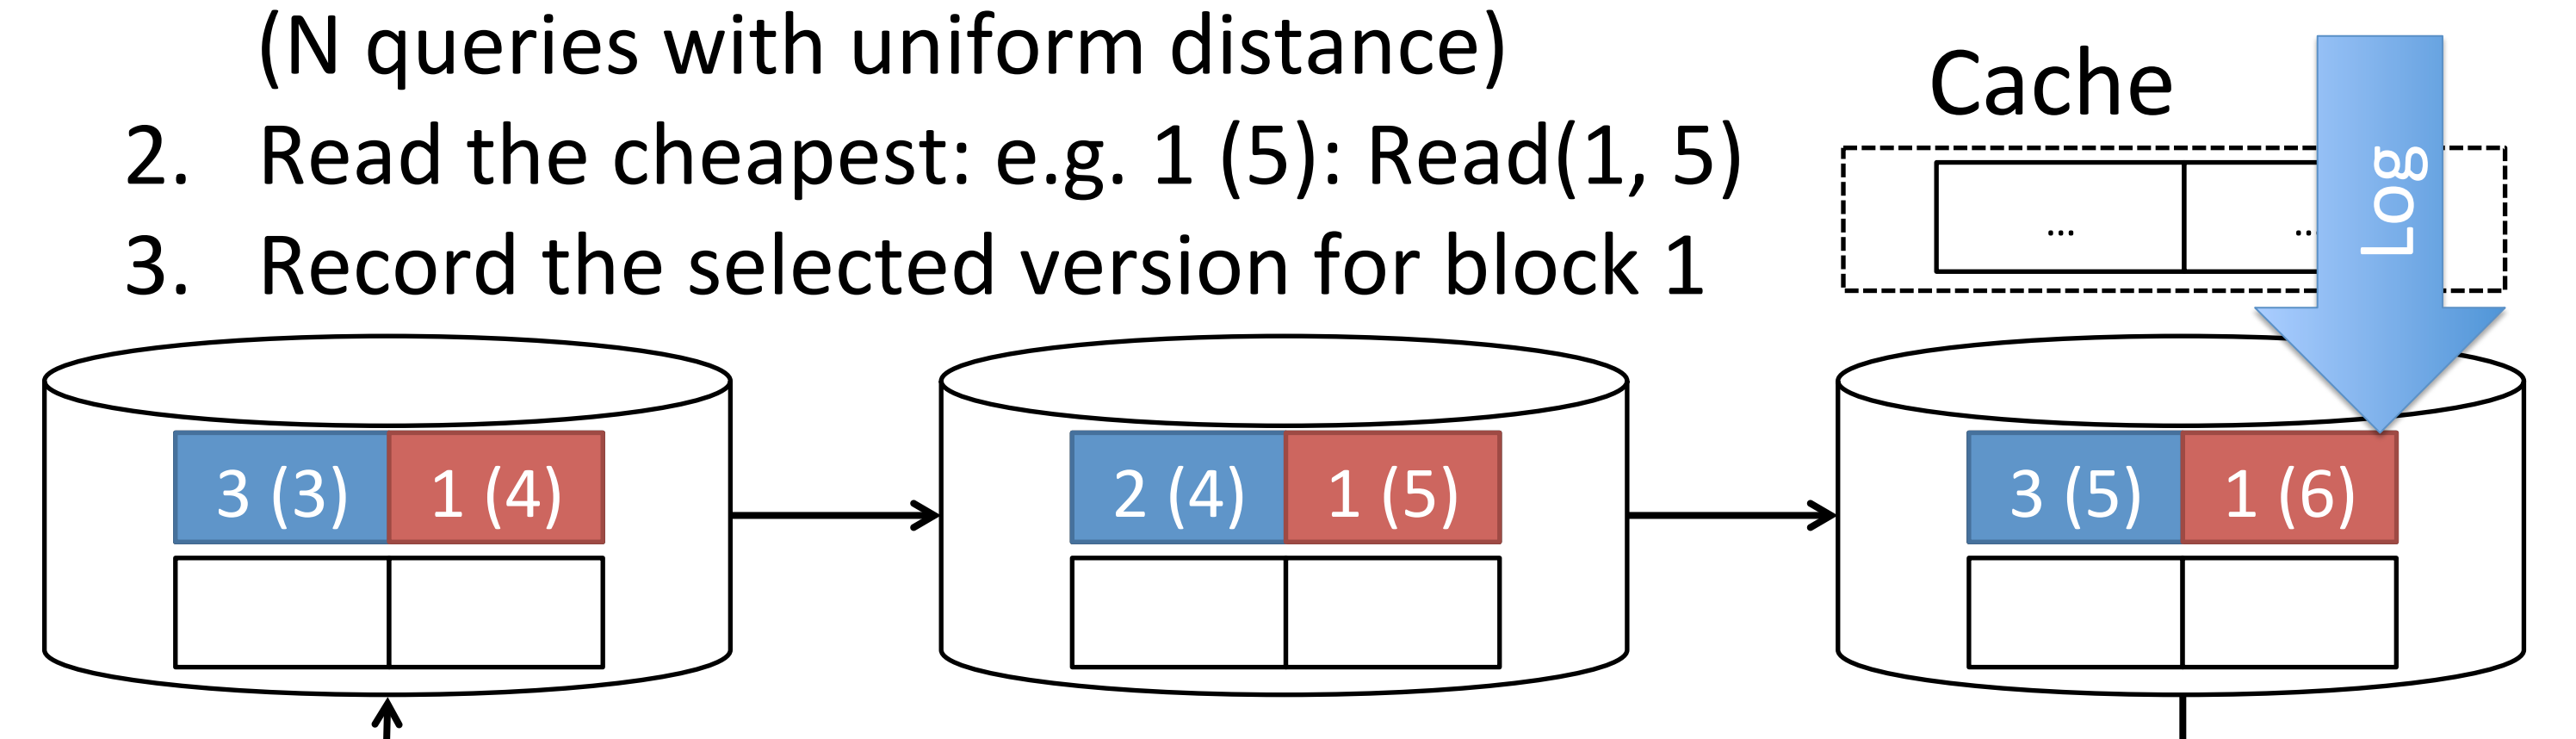 (N queries with uniform distance)
2. Read the cheapest: e.g. 1 (5): Read(1, 5)
3. Record the selected version for block 1
Cache
... ...
Log
3 (3) 1 (4) 2 (4) 1 (5) 3 (5) 1 (6)